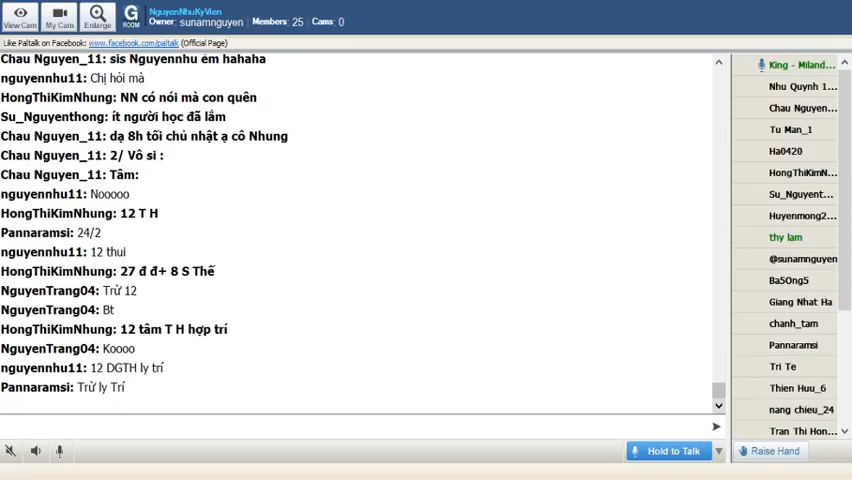 NguyenNhuKyVien
Owner: sunamnguyen Members: 25 Cams: 0
View Cam My Cam Enlarge G ROOM
Like Paltalk on Facebook: www.facebook.com/paltalk (Official Page)
Chau Nguyen_11: sis Nguyennhu ém hahaha
nguyennhu11: Chị hỏi mà
HongThiKimNhung: NN có nói mà con quên
Su_Nguyenthong: ít người học đã lắm
Chau Nguyen_11: dạ 8h tối chủ nhật ạ cô Nhung
Chau Nguyen_11: 2/ Vô si :
Chau Nguyen_11: Tâm:
nguyennhu11: Nooooo
HongThiKimNhung: 12 T H
Pannaramsi: 24/2
nguyennhu11: 12 thui
HongThiKimNhung: 27 đ đ+ 8 S Thế
NguyenTrang04: Trừ 12
NguyenTrang04: Bt
HongThiKimNhung: 12 tâm T H hợp trí
NguyenTrang04: Koooo
nguyennhu11: 12 DGTH ly trí
Pannaramsi: Trừ ly Trí
King - Miland...
Nhu Quynh 1...
Chau Nguyen...
Tu Man_1
Ha0420
HongThiKimN...
Su_Nguyent...
Huyenmong2...
thy lam
@sunamnguyen
Ba5Ong5
Giang Nhat Ha
chanh_tam
Pannaramsi
Tri Te
Thien Huu_6
nang chieu_24
Tran Thi Hon...
Hold to Talk
Raise Hand